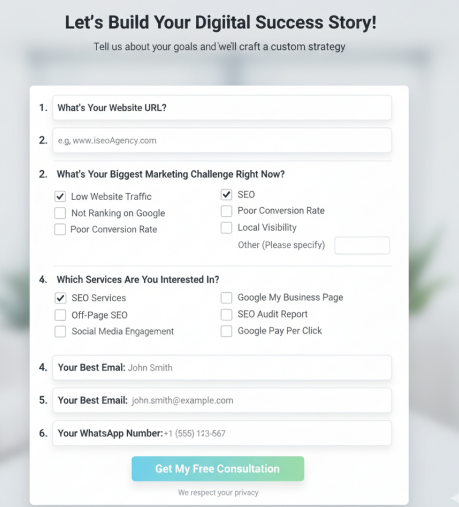 Let's Build Your Digiital Success Story!
Tell us about your goals and we'll craft a custom strategy
1. What's Your Website URL?
2. e.g, www.iseoAgency.com
2. What's Your Biggest Marketing Challenge Right Now?
Low Website Traffic
SEO
Not Ranking on Google
Poor Conversion Rate
Poor Conversion Rate
Local Visibility
Other (Please specify)
4. Which Services Are You Interested In?
SEO Services
Google My Business Page
Off-Page SEO
SEO Audit Report
Social Media Engagement
Google Pay Per Click
4. Your Best Emal: John Smith
5. Your Best Email: john.smith@example.com
6. Your WhatsApp Number: +1 (555) 123-567
Get My Free Consultation
We respect your privacy